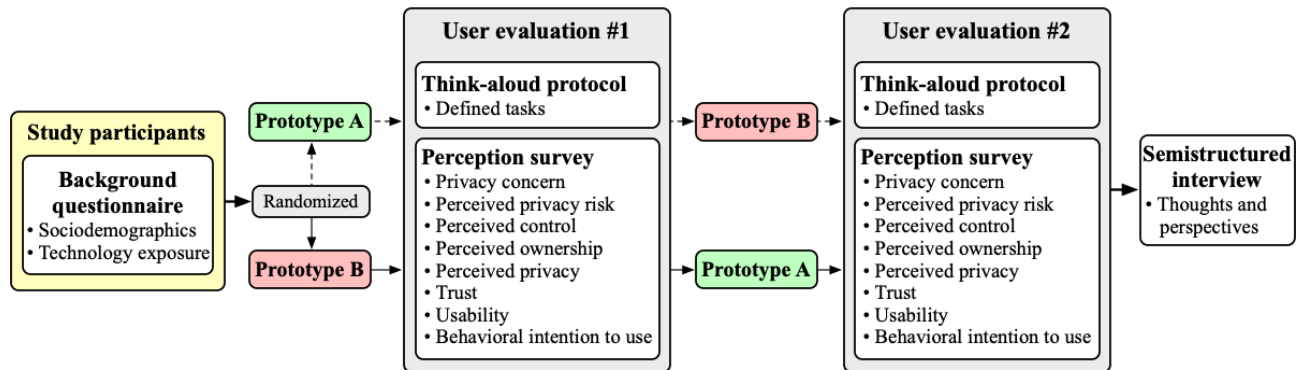 Study participants
Background
questionnaire
• Sociodemographics
• Technology exposure
Prototype A
Randomized
Prototype B
User evaluation #1
Think-aloud protocol
• Defined tasks
Perception survey
• Privacy concern
• Perceived privacy risk
• Perceived control
• Perceived ownership
• Perceived privacy
• Trust
• Usability
• Behavioral intention to use
Prototype B
Prototype A
User evaluation #2
Think-aloud protocol
• Defined tasks
Perception survey
• Privacy concern
• Perceived privacy risk
• Perceived control
• Perceived ownership
• Perceived privacy
• Trust
• Usability
• Behavioral intention to use
Semistructured
interview
• Thoughts and
perspectives